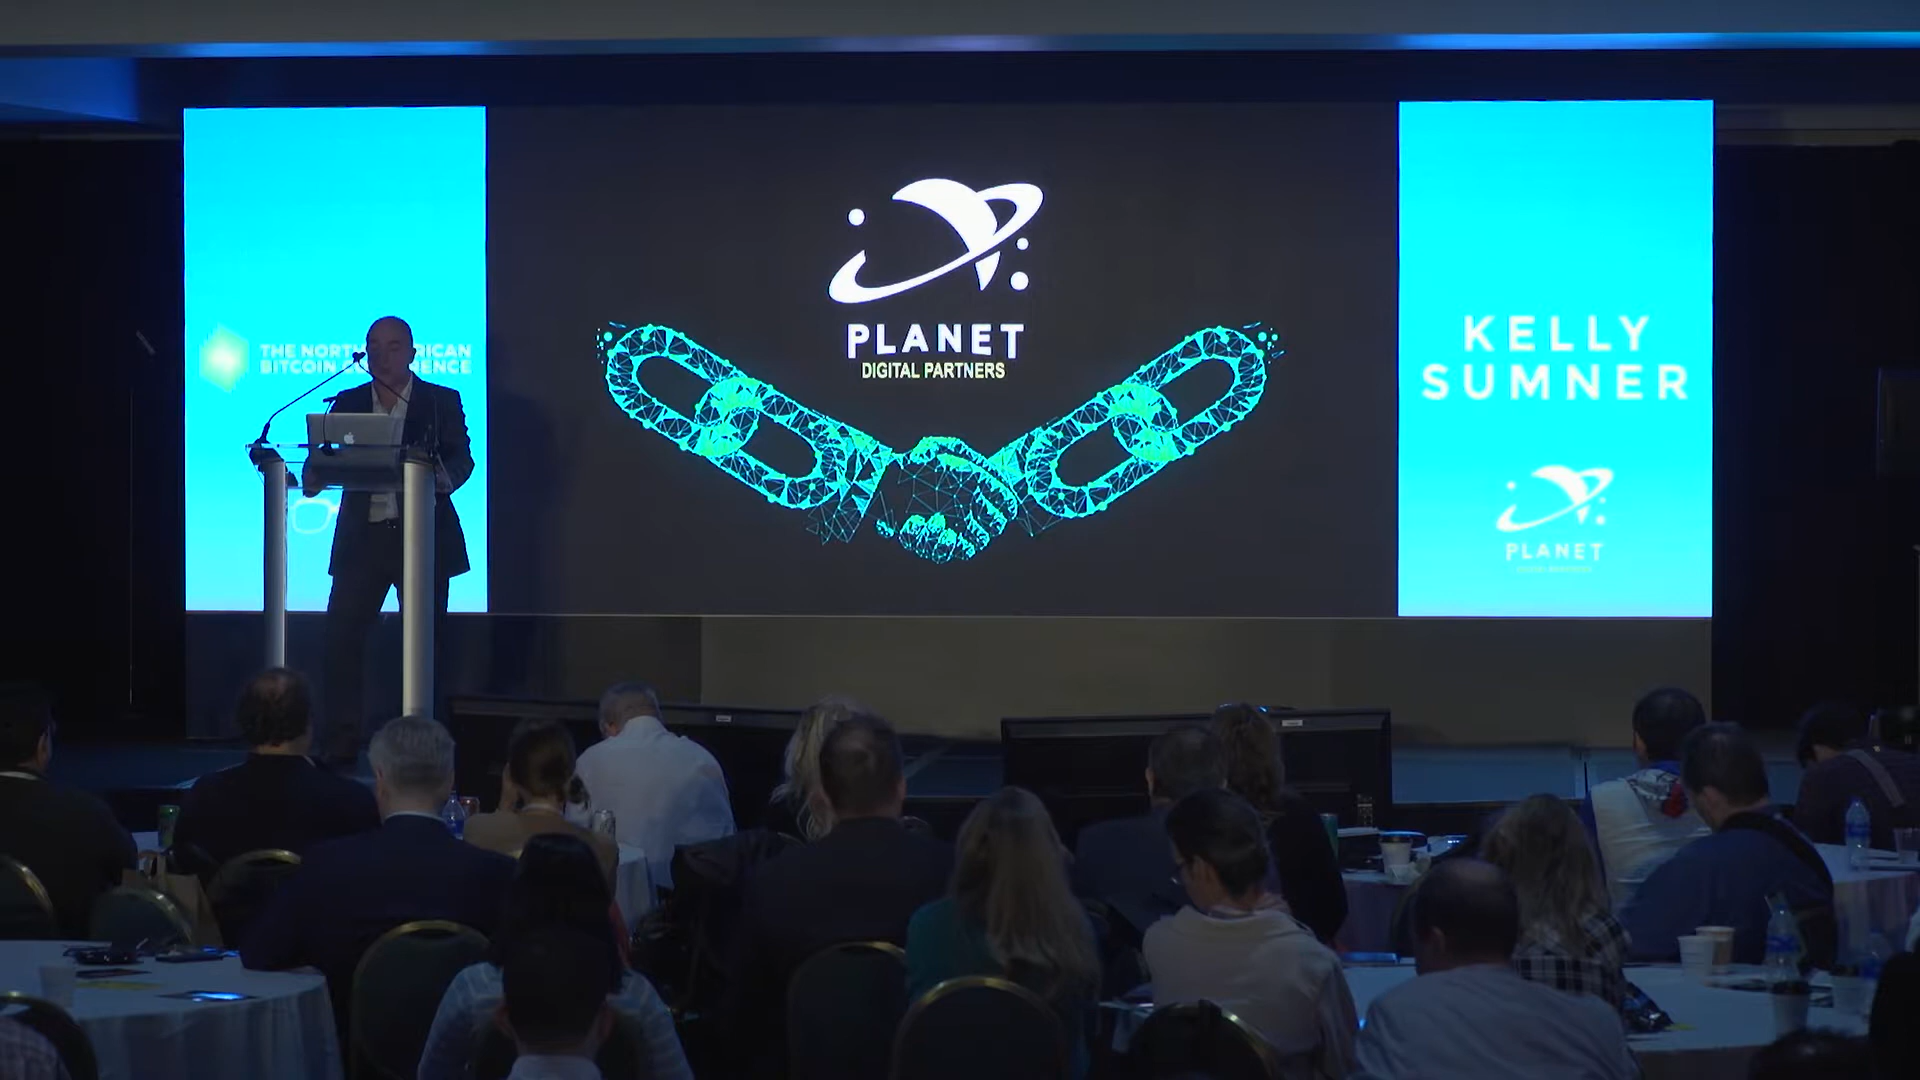 THE NORTH
BITCOIN
PLANET
DIGITAL PARTNERS
KELLY
SUMNER
PLANET